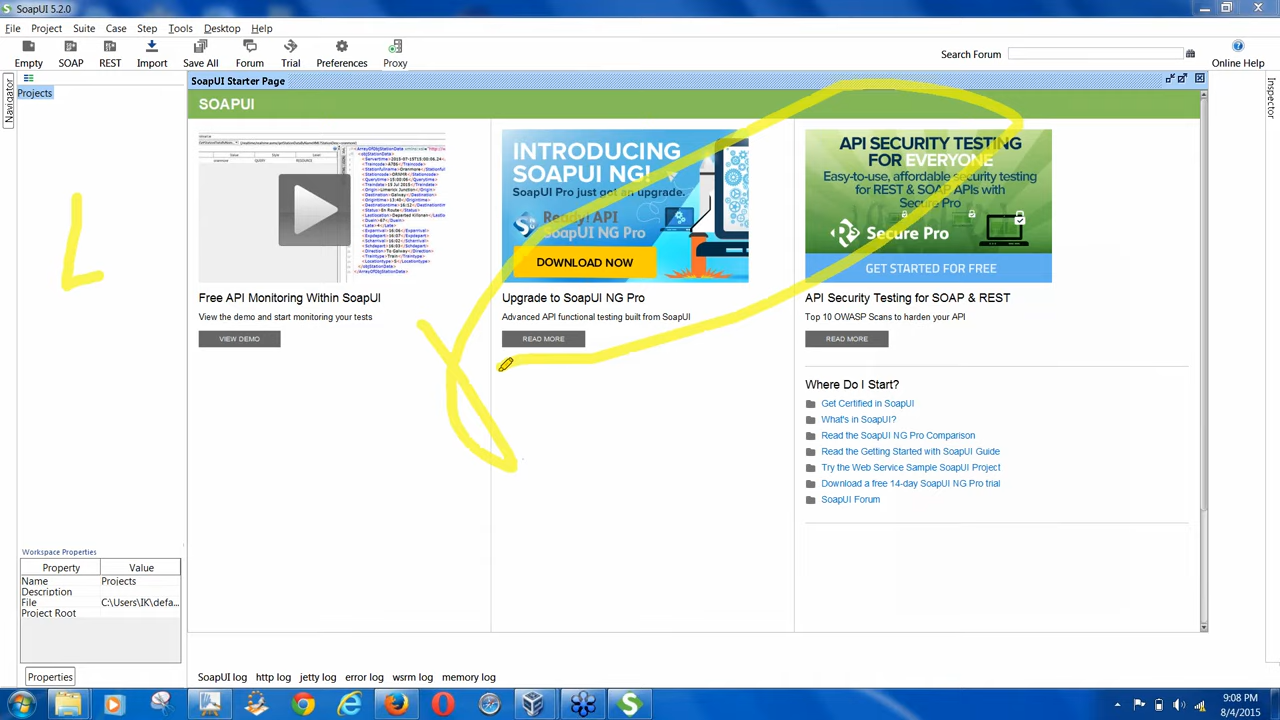 SoapUI 5.2.0
File Project Suite Case Step Tools Desktop Help
Empty SOAP REST Import Save All Forum Trial Preferences Proxy Search Forum Online Help
Navigator
Projects
Inspector
SoapUI Starter Page
SOAPUI
INTRODUCING
SOAPUI NG
SoapUI Pro just got an upgrade.
SoapUI NG Pro
DOWNLOAD NOW
API SECURITY TESTING
FOR EVERYONE
Easy-to-use, affordable security testing
for REST & SOAP APIs with
Secure Pro
Secure Pro
GET STARTED FOR FREE
Free API Monitoring Within SoapUI
View the demo and start monitoring your tests
VIEW DEMO
Upgrade to SoapUI NG Pro
Advanced API functional testing built from SoapUI
READ MORE
API Security Testing for SOAP & REST
Top 10 OWASP Scans to harden your API
READ MORE
Where Do I Start?
Get Certified in SoapUI
What's in SoapUI?
Read the SoapUI NG Pro Comparison
Read the Getting Started with SoapUI Guide
Try the Web Service Sample SoapUI Project
Download a free 14-day SoapUI NG Pro trial
SoapUI Forum
Workspace Properties
Property Value
Name Projects
Description
File C:\Users\IK\defa...
Project Root
Properties
SoapUI log http log jetty log error log wsrm log memory log
9:08 PM
8/4/2015